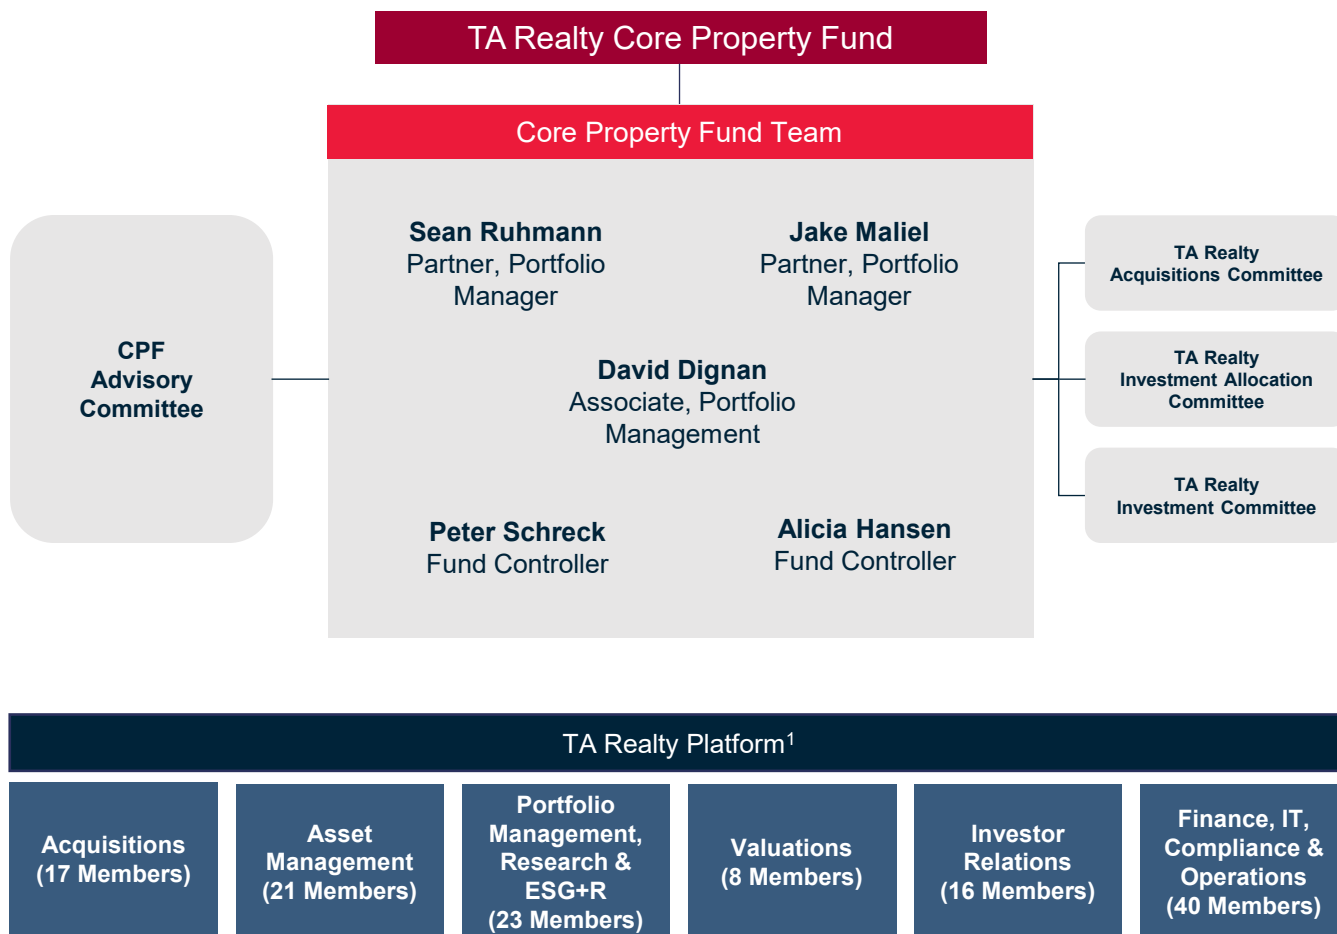 TA Realty Core Property Fund
Core Property Fund Team
Sean Ruhmann
Partner, Portfolio
Manager
Jake Maliel
Partner, Portfolio
Manager
David Dignan
Associate, Portfolio
Management
Peter Schreck
Fund Controller
Alicia Hansen
Fund Controller
CPF
Advisory
Committee
TA Realty
Acquisitions Committee
TA Realty
Investment Allocation
Committee
TA Realty
Investment Committee
TA Realty Platform¹
Acquisitions
(17 Members)
Asset
Management
(21 Members)
Portfolio
Management,
Research &
ESG+R
(23 Members)
Valuations
(8 Members)
Investor
Relations
(16 Members)
Finance, IT,
Compliance &
Operations
(40 Members)